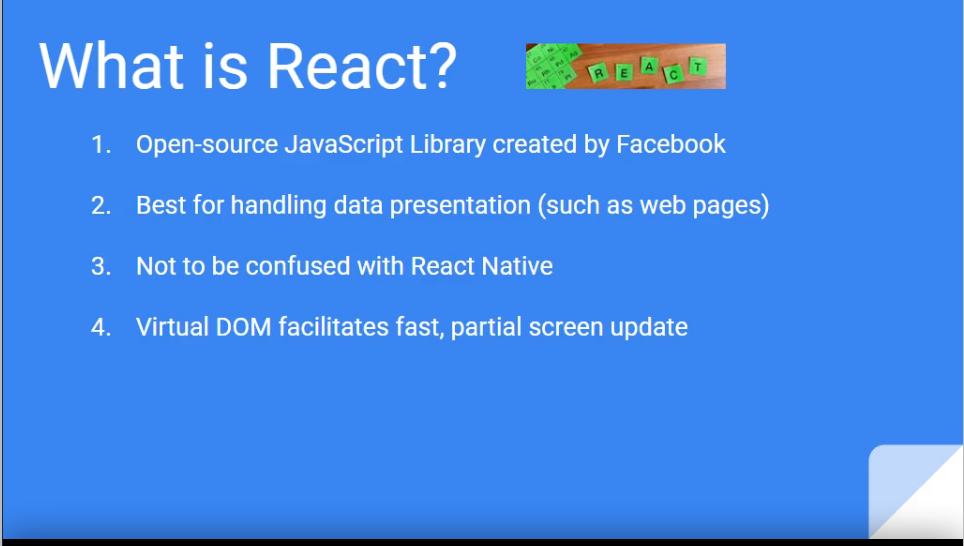 What is React?
R E A C T
1. Open-source JavaScript Library created by Facebook
2. Best for handling data presentation (such as web pages)
3. Not to be confused with React Native
4. Virtual DOM facilitates fast, partial screen update